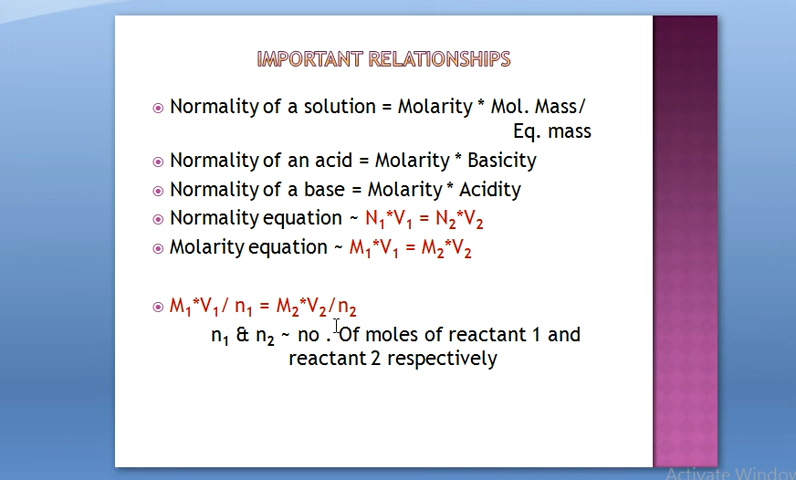 IMPORTANT RELATIONSHIPS
Normality of a solution = Molarity * Mol. Mass/
Eq. mass
Normality of an acid = Molarity * Basicity
Normality of a base = Molarity * Acidity
Normality equation ~ N₁*V₁ = N₂*V₂
Molarity equation ~ M₁*V₁ = M₂*V₂
M₁*V₁/ n₁ = M₂*V₂/n₂
n₁ & n₂ ~ no . Of moles of reactant 1 and
reactant 2 respectively
Activate Window